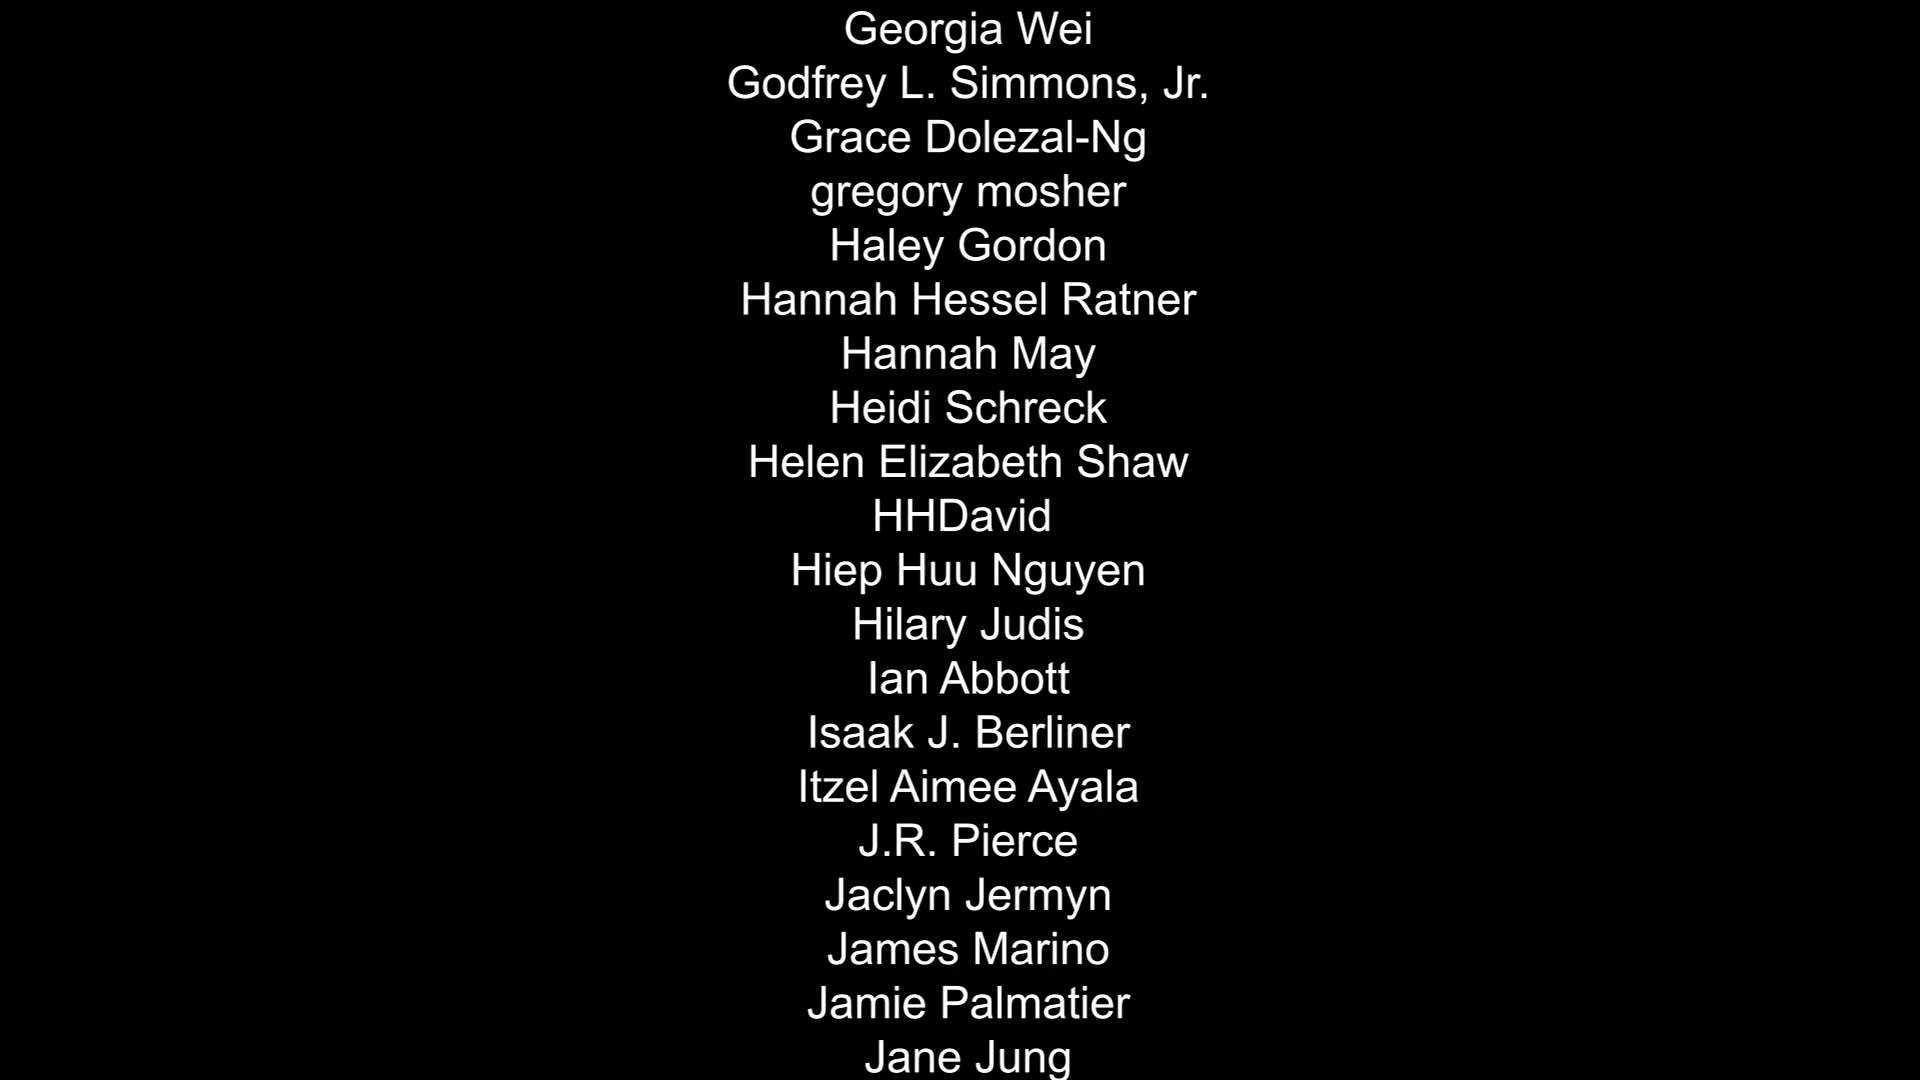 Georgia Wei
Godfrey L. Simmons, Jr.
Grace Dolezal-Ng
gregory mosher
Haley Gordon
Hannah Hessel Ratner
Hannah May
Heidi Schreck
Helen Elizabeth Shaw
HHDavid
Hiep Huu Nguyen
Hilary Judis
Ian Abbott
Isaak J. Berliner
Itzel Aimee Ayala
J.R. Pierce
Jaclyn Jermyn
James Marino
Jamie Palmatier
Jane Jung